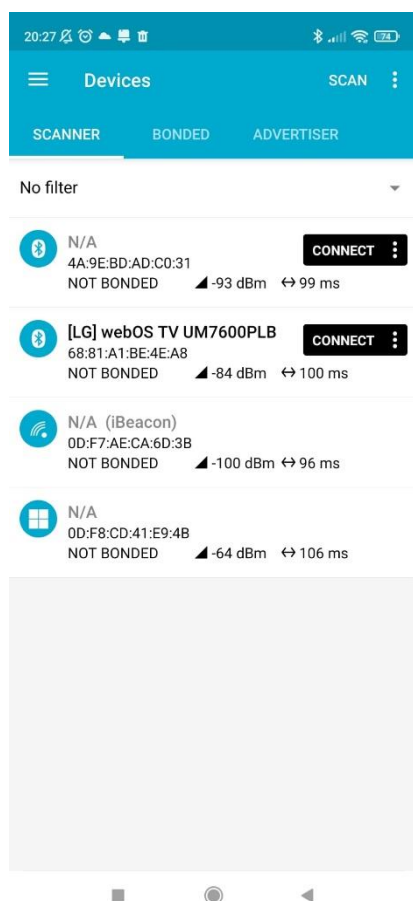 20:27 74
Devices SCAN
SCANNER BONDED ADVERTISER
No filter
N/A CONNECT
4A:9E:BD:AD:C0:31
NOT BONDED -93 dBm 99 ms
[LG] webOS TV UM7600PLB CONNECT
68:81:A1:BE:4E:A8
NOT BONDED -84 dBm 100 ms
N/A (iBeacon)
0D:F7:AE:CA:6D:3B
NOT BONDED -100 dBm 96 ms
N/A
0D:F8:CD:41:E9:4B
NOT BONDED -64 dBm 106 ms